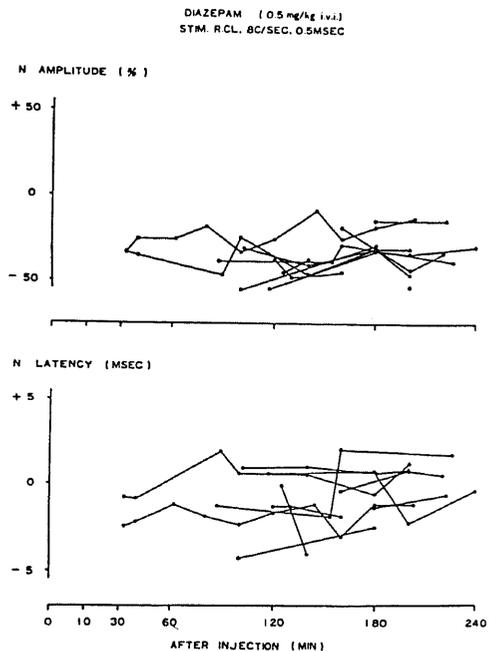 DIAZEPAM (0.5 mg/kg i.v.i)
STIM. R.CL, 8C/SEC, 0.5MSEC
N AMPLITUDE (%)
+ 50
0
- 50
N LATENCY (MSEC)
+ 5
0
- 5
0 10 30 60 120 180 240
AFTER INJECTION (MIN)